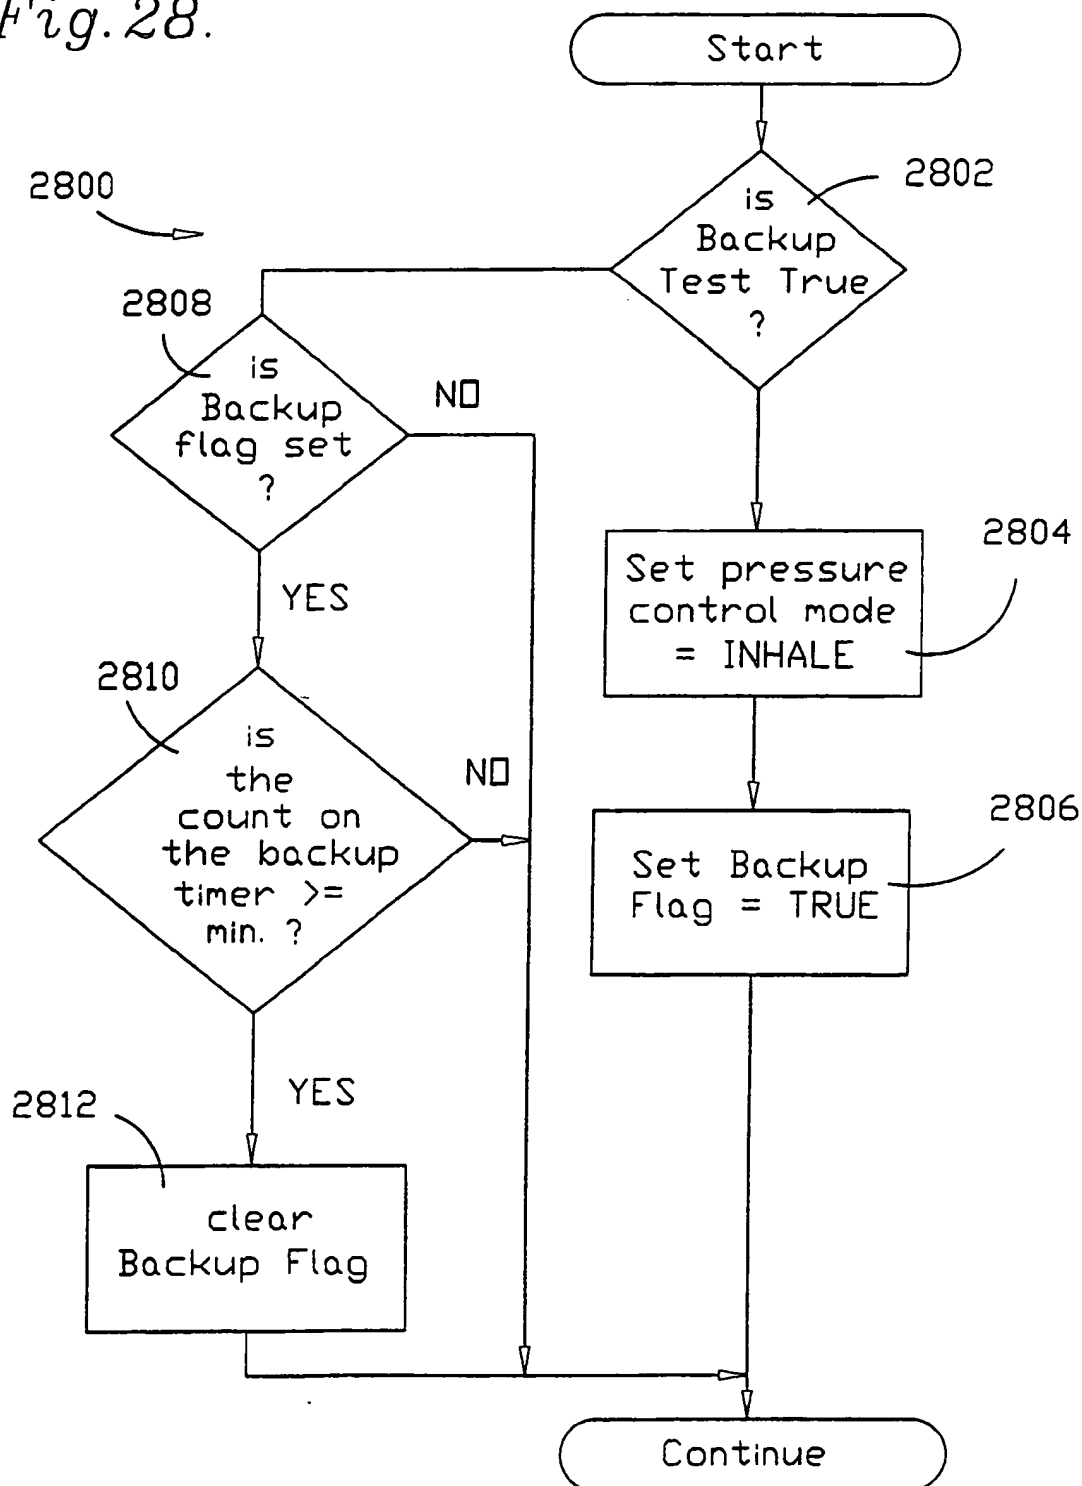 Fig. 28.
Start
2800
2802
is
Backup
Test True
?
2808
is
Backup
flag set
?
NO
YES
2804
Set pressure
control mode
= INHALE
2810
is
the
count on
the backup
timer >=
min. ?
NO
2806
Set Backup
Flag = TRUE
YES
2812
clear
Backup Flag
Continue